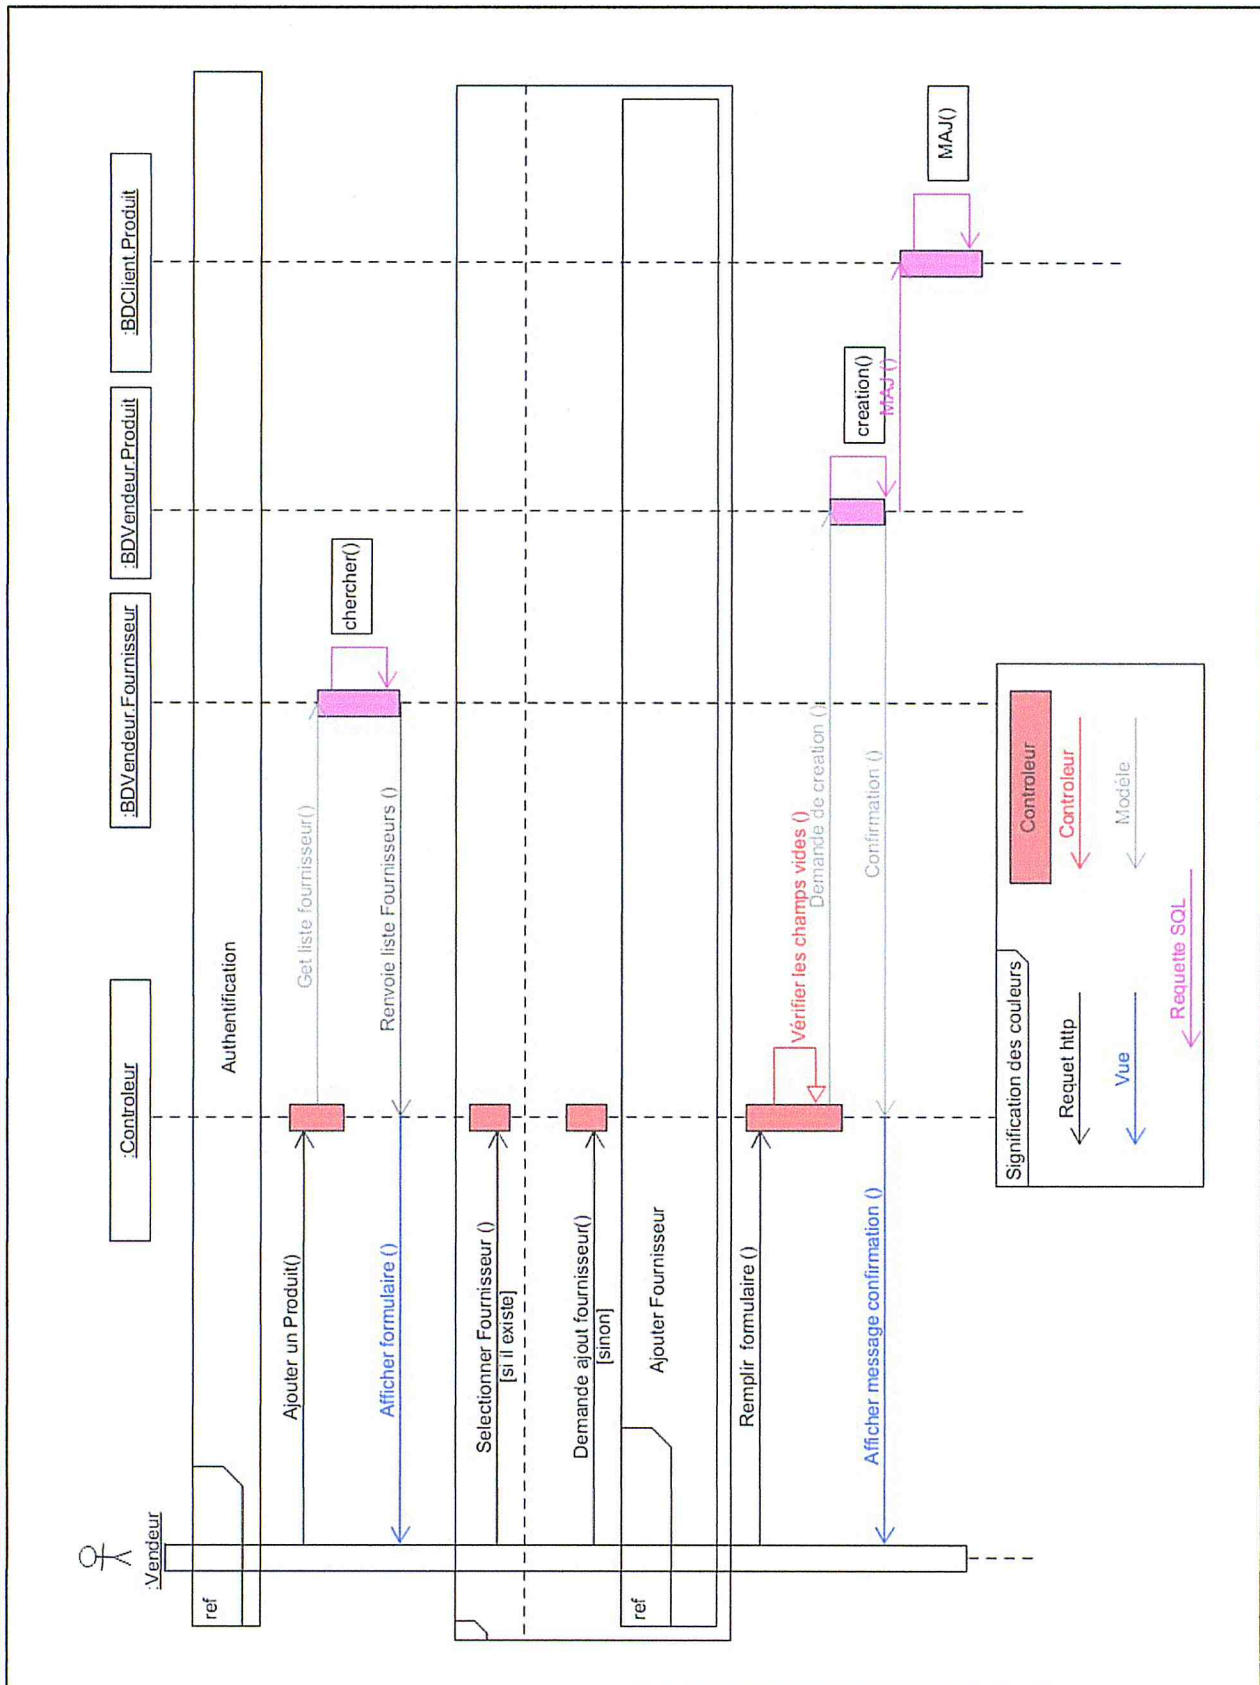 :Vendeur
:Controleur
:BDVendeur.Fournisseur
:BDVendeur.Produit
:BDClient.Produit
ref
Authentification
Ajouter un Produit()
Get liste fournisseur()
chercher()
Renvoie liste Fournisseurs ()
Afficher formulaire ()
Selectionner Fournisseur ()
[si il existe]
Demande ajout fournisseur()
[sinon]
ref
Ajouter Fournisseur
Remplir formulaire ()
Vérifier les champs vides ()
Demande de creation ()
creation()
Confirmation ()
MAJ ()
MAJ()
Afficher message confirmation ()
Signification des couleurs
Controleur
Requet http
Controleur
Vue
Modèle
Requette SQL